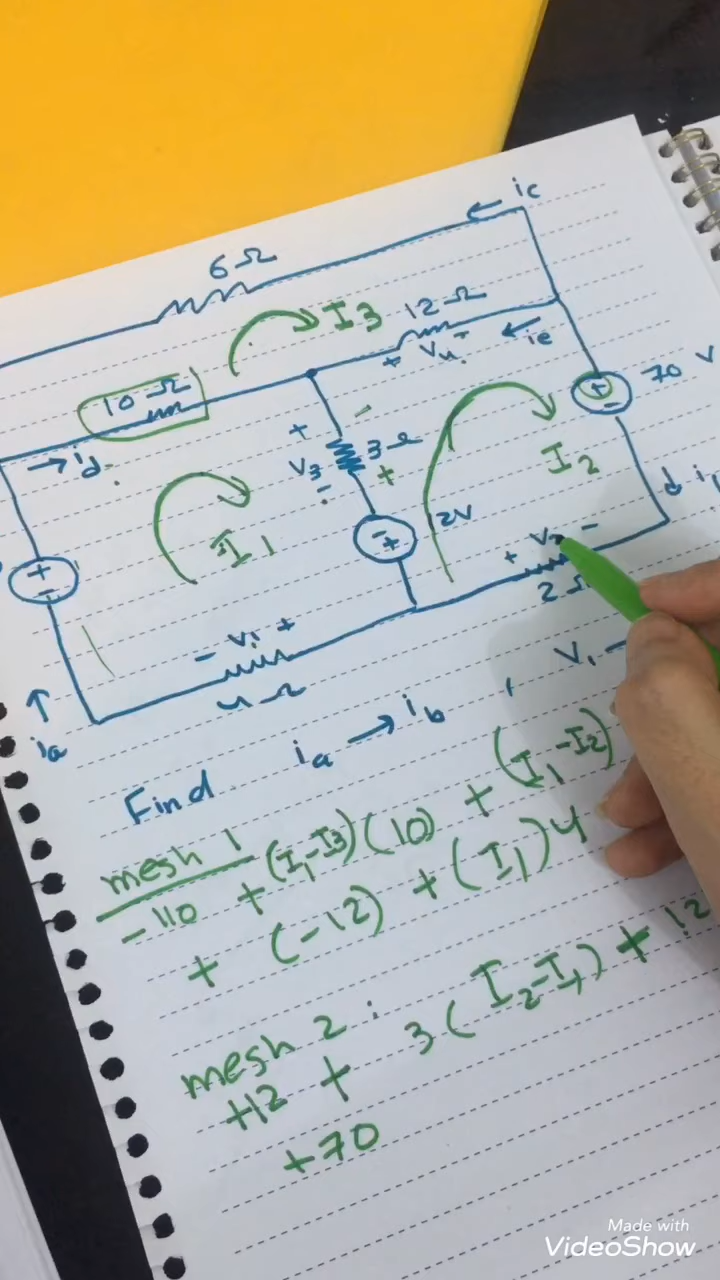 ic
6Ω
12Ω
I3
+ V4 -
ie
70 V
10 Ω
+
3Ω
id
V3
+
-
I2
I1
12V
+ V2 -
2Ω
- V1 +
4Ω
V1 →
ia
Find ia → ib ,
mesh 1
-110 + (I1-I3)(10) + (I1-I2)
+ (-12) + (I1)4
mesh 2 :
+12 + 3(I2-I1) + 12
+70
Made with
VideoShow